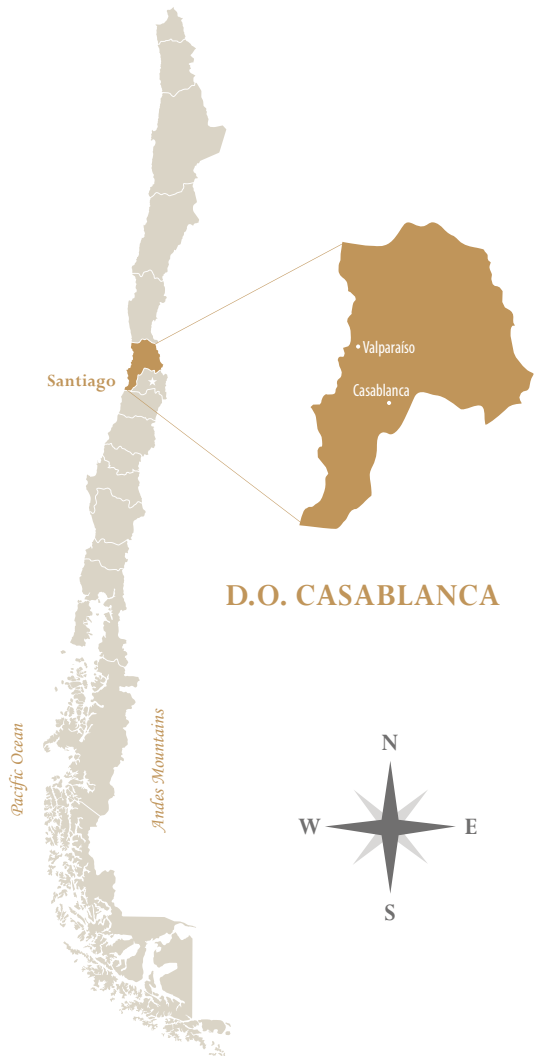 Santiago
Valparaíso
Casablanca
D.O. CASABLANCA
Pacific Ocean
Andes Mountains
N
W
E
S